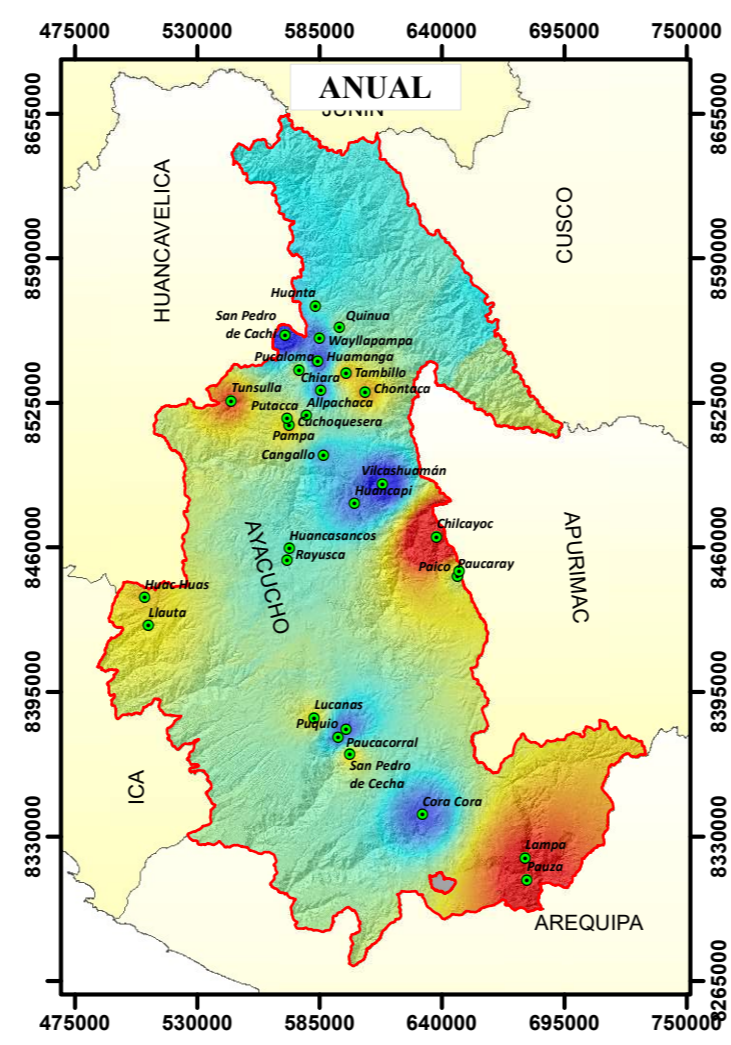 475000 530000 585000 640000 695000 750000
ANUAL
JUNIN
8655000
8655000
HUANCAVELICA
CUSCO
8590000
8590000
Huanta
San Pedro
de Cachi
Quinua
Wayllapampa
Pucaloma
Huamanga
Tambillo
Chiara
Chontaca
Tunsulla
8525000
8525000
Putacca
Allpachaca
Cuchoquesera
Pampa
Cangallo
Vilcashuamán
Huancapi
Chilcayoc
AYACUCHO
Huancasancos
Rayusca
APURIMAC
8460000
8460000
Paico
Paucaray
Huac Huas
Llauta
8395000
8395000
Lucanas
Puquio
Paucacorral
San Pedro
de Cecha
ICA
Cora Cora
8330000
8330000
Lampa
Pauza
AREQUIPA
8265000
8265000
475000 530000 585000 640000 695000 750000